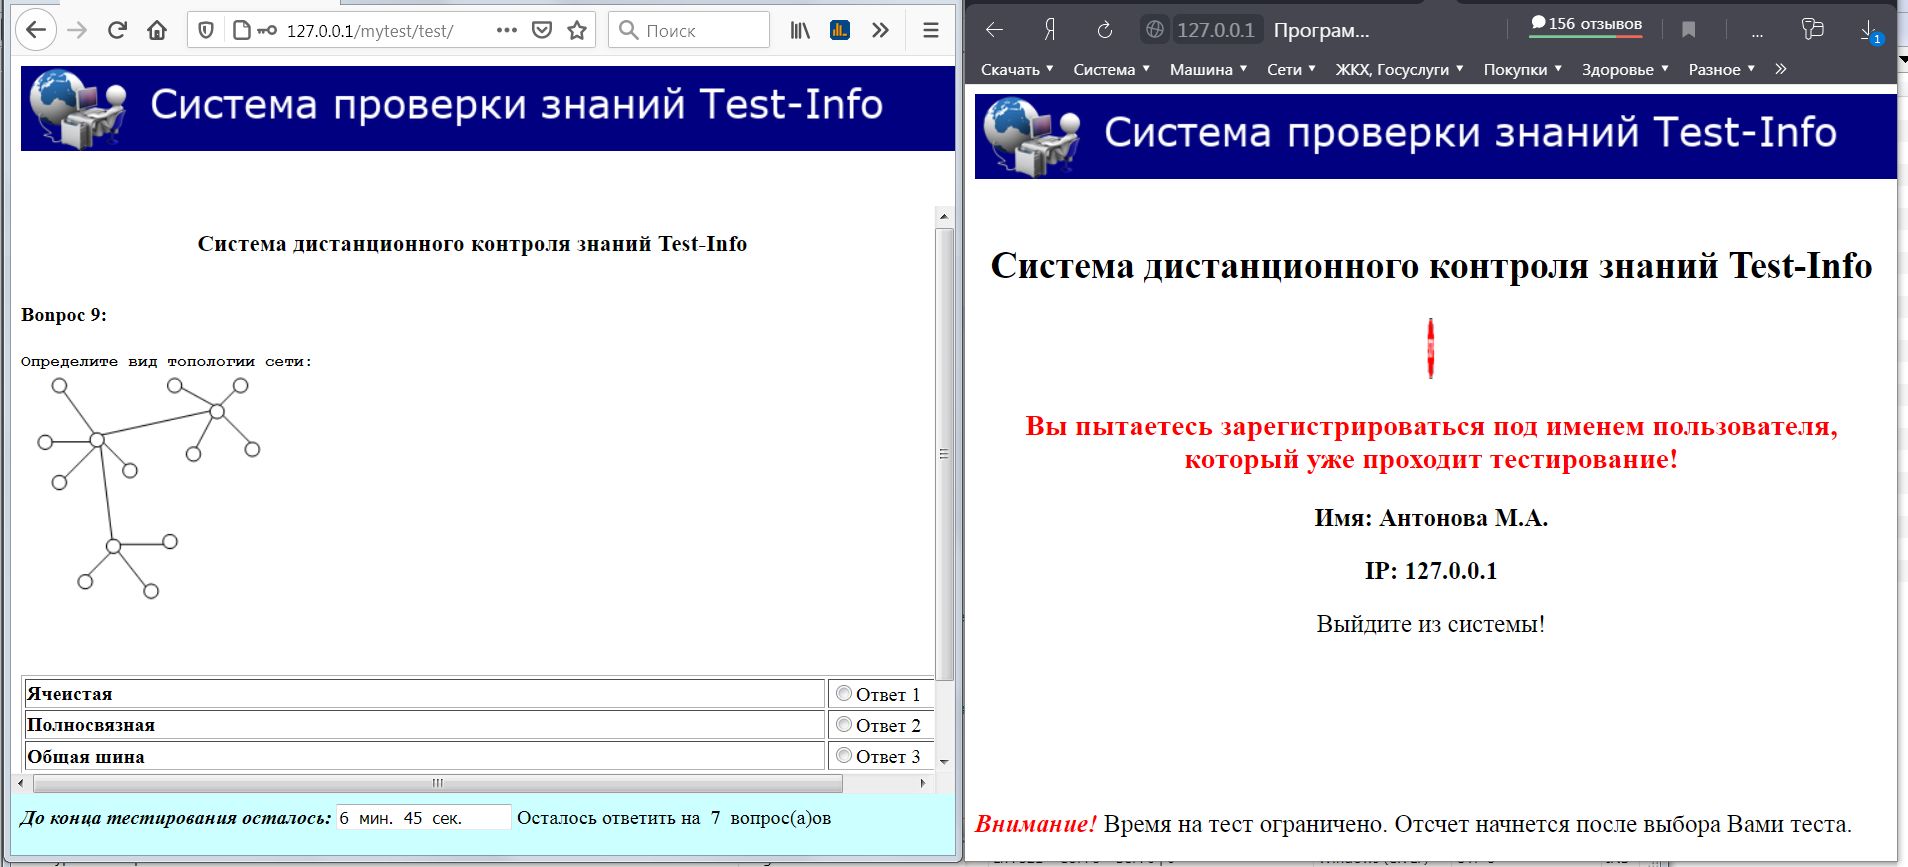 127.0.0.1/mytest/test/
Поиск
Система проверки знаний Test-Info
Система дистанционного контроля знаний Test-Info
Вопрос 9:
Определите вид топологии сети:
Ячеистая Ответ 1
Полносвязная Ответ 2
Общая шина Ответ 3
До конца тестирования осталось: 6 мин. 45 сек. Осталось ответить на 7 вопрос(а)ов
Я 127.0.0.1 Програм... 156 отзывов ... 1
Скачать Система Машина Сети ЖКХ, Госуслуги Покупки Здоровье Разное
Система проверки знаний Test-Info
Система дистанционного контроля знаний Test-Info
Вы пытаетесь зарегистрироваться под именем пользователя,
который уже проходит тестирование!
Имя: Антонова М.А.
IP: 127.0.0.1
Выйдите из системы!
Внимание! Время на тест ограничено. Отсчет начнется после выбора Вами теста.